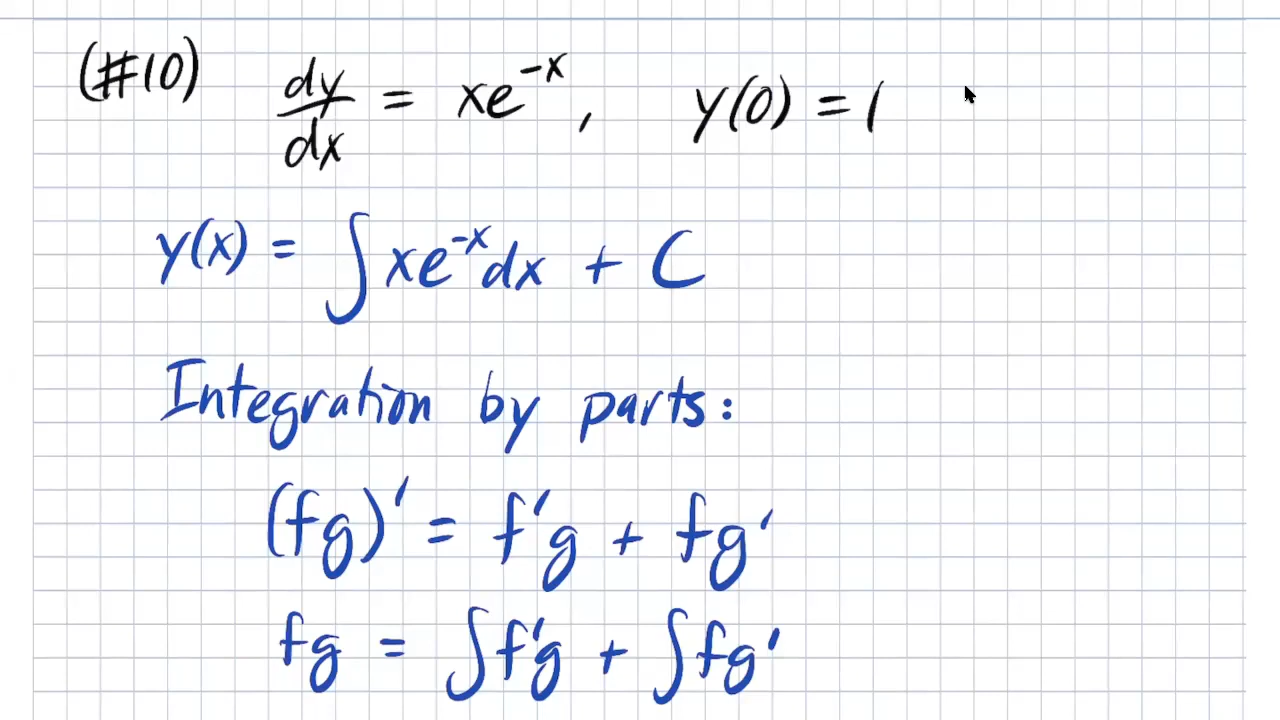 (#10) dy/dx = xe^{-x}, y(0) = 1
y(x) = ∫ xe^{-x} dx + C
Integration by parts:
(fg)' = f'g + fg'
fg = ∫f'g + ∫fg'